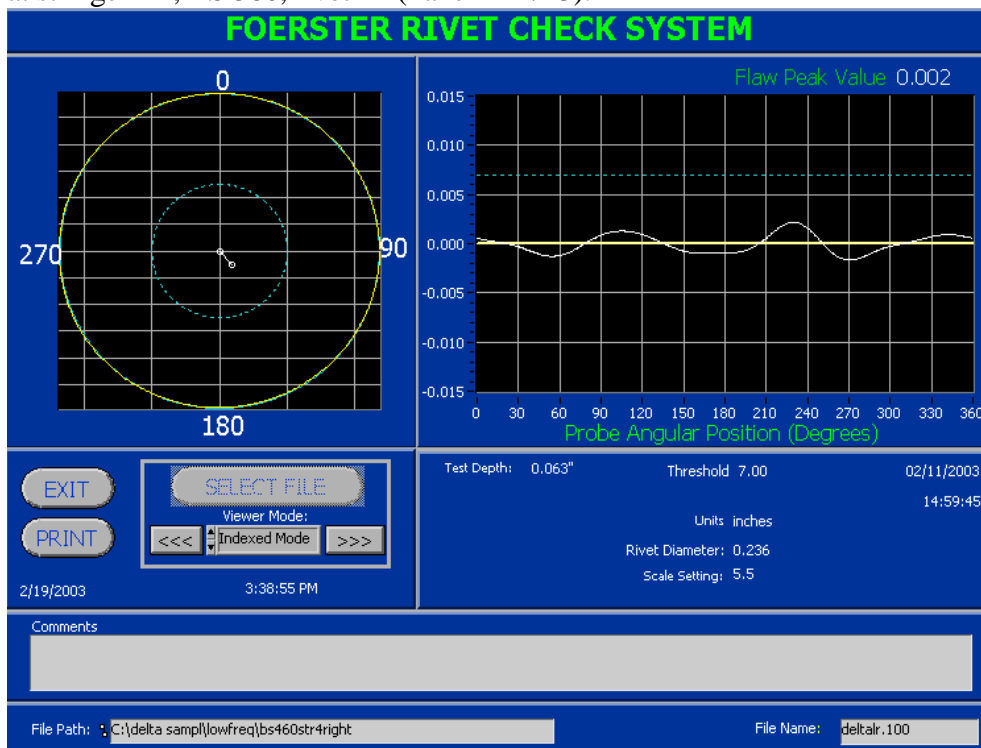 FOERSTER RIVET CHECK SYSTEM
0
270
90
180
Flaw Peak Value 0.002
0.015
0.010
0.005
0.000
-0.005
-0.010
-0.015
0 30 60 90 120 150 180 210 240 270 300 330 360
Probe Angular Position (Degrees)
EXIT
PRINT
SELECT FILE
Viewer Mode:
<<< Indexed Mode >>>
2/19/2003 3:38:55 PM
Test Depth: 0.063" Threshold 7.00 02/11/2003
14:59:45
Units inches
Rivet Diameter: 0.236
Scale Setting: 5.5
Comments
File Path: C:\delta sampl\lowfreq\bs460str4right
File Name: deltalr.100